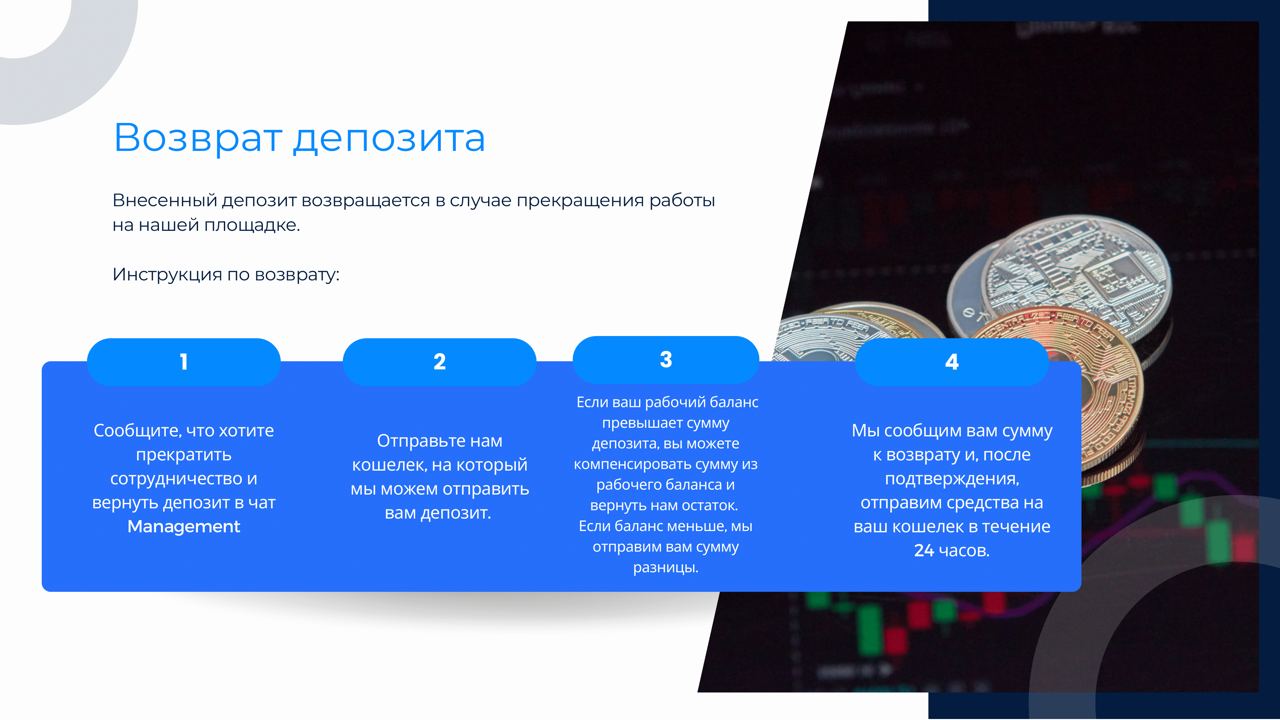 Возврат депозита
Внесенный депозит возвращается в случае прекращения работы
на нашей площадке.
Инструкция по возврату:
1
Сообщите, что хотите
прекратить
сотрудничество и
вернуть депозит в чат
Management
2
Отправьте нам
кошелек, на который
мы можем отправить
вам депозит.
3
Если ваш рабочий баланс
превышает сумму
депозита, вы можете
компенсировать сумму из
рабочего баланса и
вернуть нам остаток.
Если баланс меньше, мы
отправим вам сумму
разницы.
4
Мы сообщим вам сумму
к возврату и, после
подтверждения,
отправим средства на
ваш кошелек в течение
24 часов.